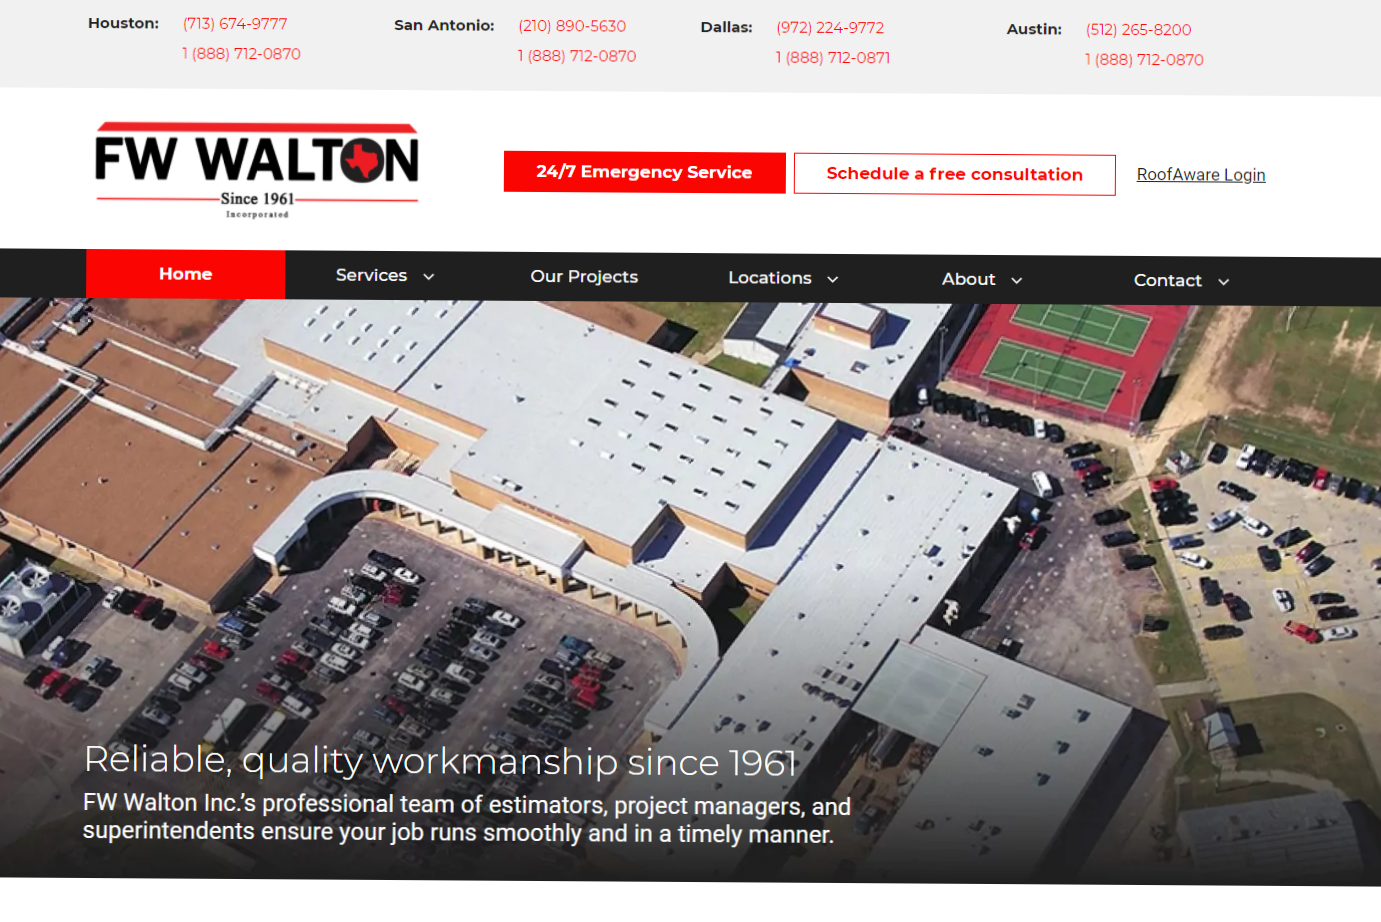 Houston: (713) 674-9777
1 (888) 712-0870
San Antonio: (210) 890-5630
1 (888) 712-0870
Dallas: (972) 224-9772
1 (888) 712-0871
Austin: (512) 265-8200
1 (888) 712-0870
FW WALTON
Since 1961
Incorporated
24/7 Emergency Service
Schedule a free consultation
RoofAware Login
Home
Services
Our Projects
Locations
About
Contact
Reliable, quality workmanship since 1961
FW Walton Inc.’s professional team of estimators, project managers, and
superintendents ensure your job runs smoothly and in a timely manner.